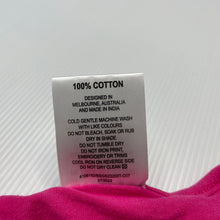 100% COTTON
DESIGNED IN
MELBOURNE, AUSTRALIA
AND MADE IN INDIA
COLD GENTLE MACHINE WASH
WITH LIKE COLOURS
DO NOT BLEACH, SOAK OR RUB
DRY IN SHADE
DO NOT TUMBLE DRY
DO NOT IRON PRINT,
EMBROIDERY OR TRIMS
COOL IRON ON REVERSE SIDE
DO NOT DRY CLEAN